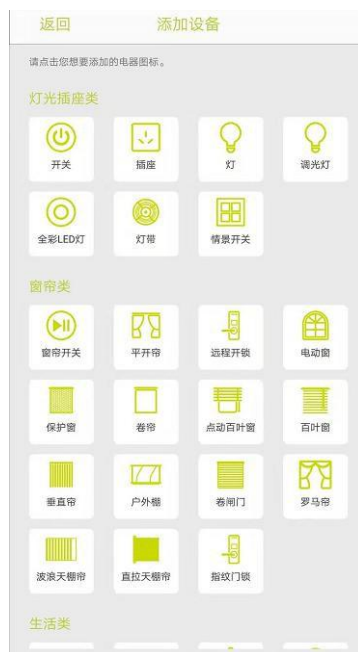 返回 添加设备
请点击您想要添加的电器图标。
灯光插座类
开关 插座 灯 调光灯
全彩LED灯 灯带 情景开关
窗帘类
窗帘开关 平开帘 远程开锁 电动窗
保护窗 卷帘 点动百叶窗 百叶窗
垂直帘 户外棚 卷闸门 罗马帘
波浪天棚帘 直拉天棚帘 指纹门锁
生活类